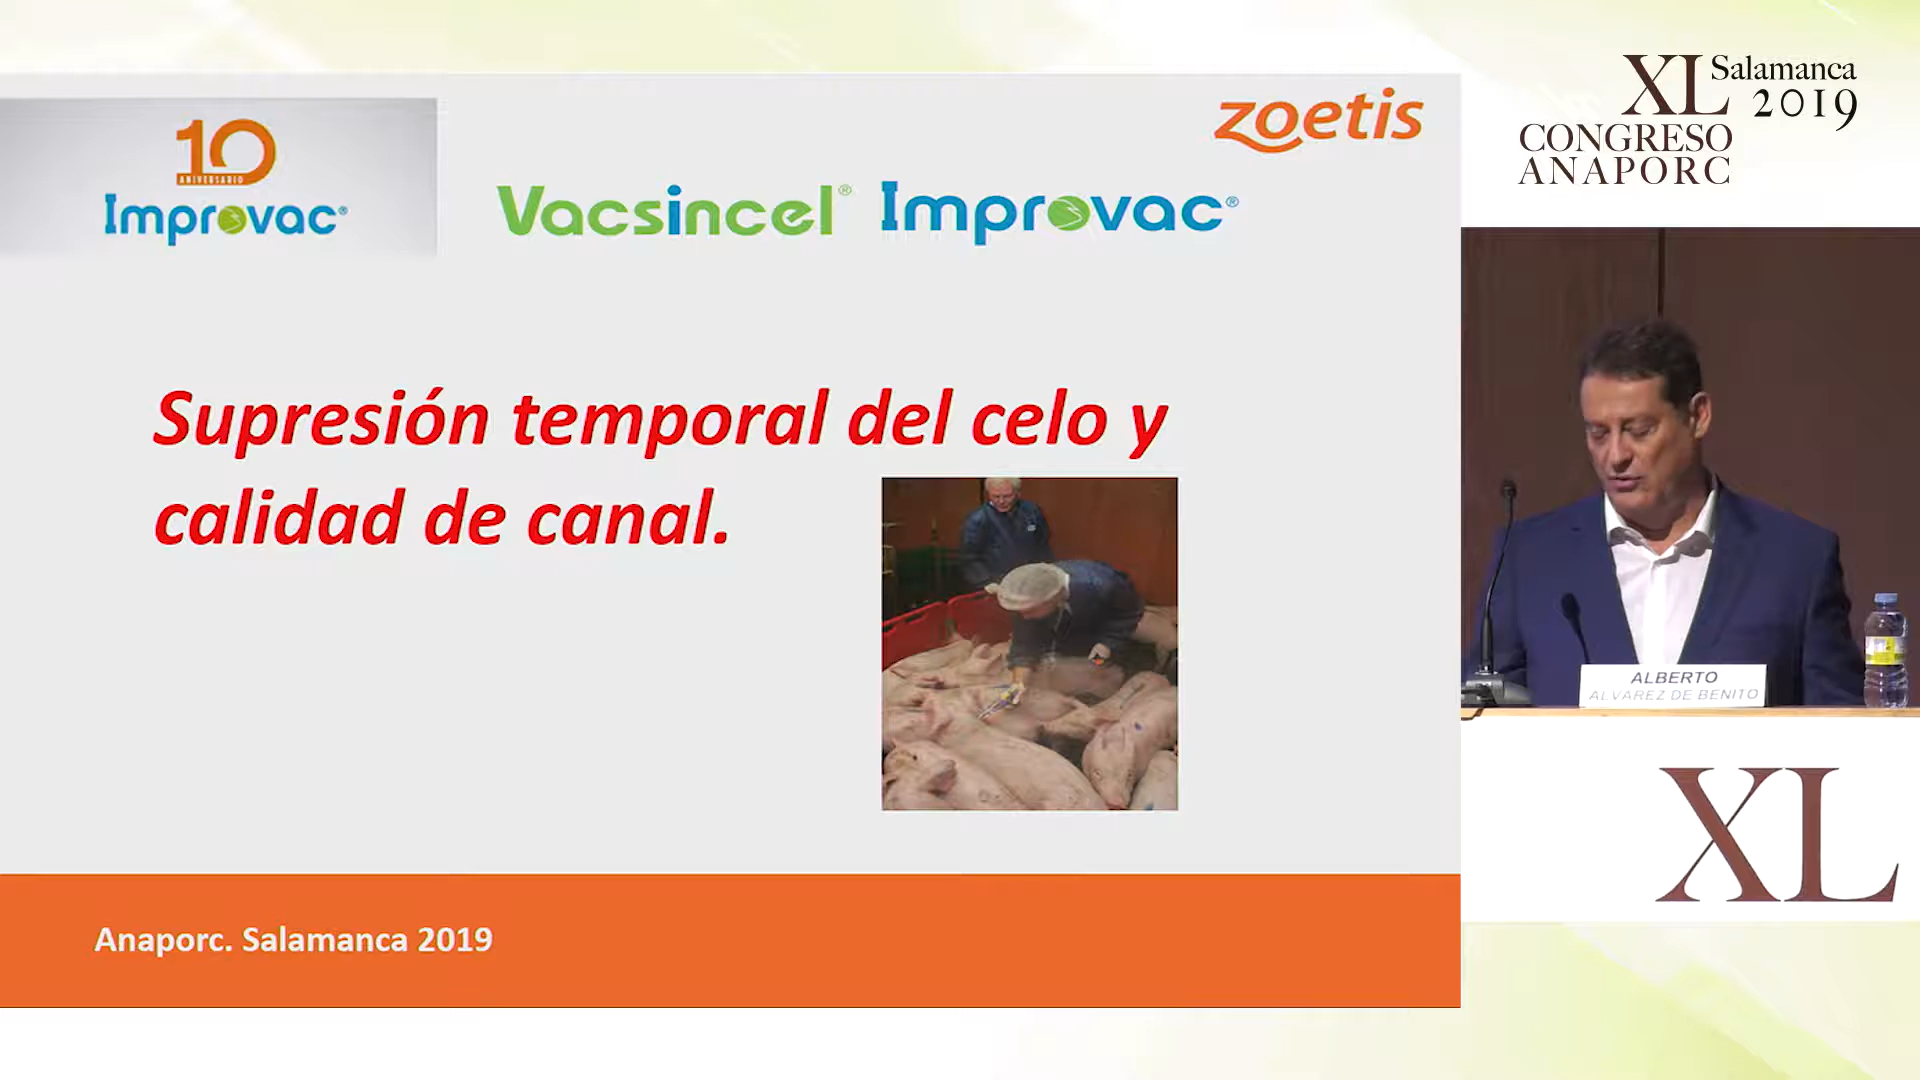 10
ANIVERSARIO
Improvac®
Vacsincel® Improvac®
zoetis
Supresión temporal del celo y
calidad de canal.
Anaporc. Salamanca 2019
XL Salamanca
2019
CONGRESO
ANAPORC
ALBERTO
ALVAREZ DE BENITO
XL